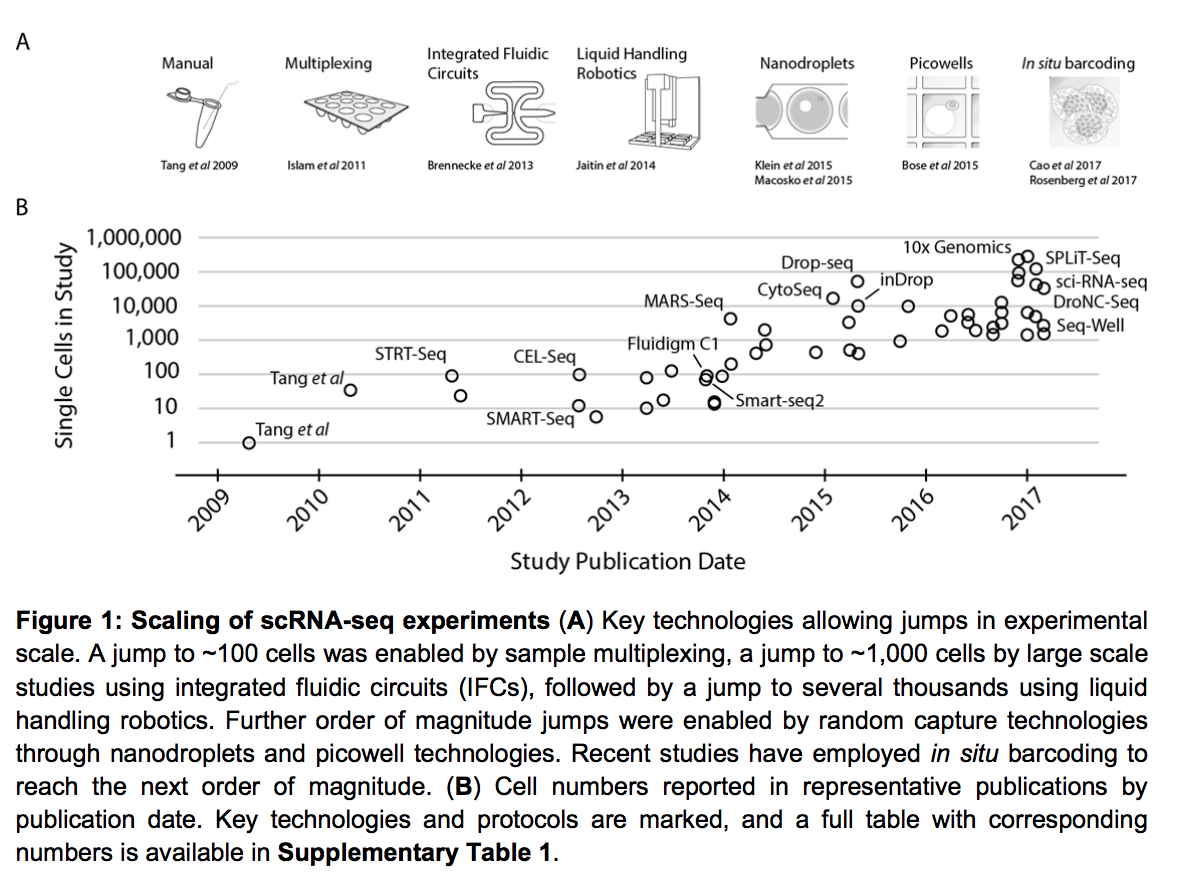 A
Manual
Multiplexing
Integrated Fluidic
Circuits
Liquid Handling
Robotics
Nanodroplets
Picowells
In situ barcoding
Tang et al 2009
Islam et al 2011
Brennecke et al 2013
Jaitin et al 2014
Klein et al 2015
Macosko et al 2015
Bose et al 2015
Cao et al 2017
Rosenberg et al 2017
B
Single Cells in Study
1,000,000
100,000
10,000
1,000
100
10
1
Tang et al
Tang et al
STRT-Seq
CEL-Seq
SMART-Seq
Fluidigm C1
Smart-seq2
MARS-Seq
CytoSeq
Drop-seq
inDrop
10x Genomics
SPLiT-Seq
sci-RNA-seq
DroNC-Seq
Seq-Well
2009
2010
2011
2012
2013
2014
2015
2016
2017
Study Publication Date
Figure 1: Scaling of scRNA-seq experiments (A) Key technologies allowing jumps in experimental
scale. A jump to ~100 cells was enabled by sample multiplexing, a jump to ~1,000 cells by large scale
studies using integrated fluidic circuits (IFCs), followed by a jump to several thousands using liquid
handling robotics. Further order of magnitude jumps were enabled by random capture technologies
through nanodroplets and picowell technologies. Recent studies have employed in situ barcoding to
reach the next order of magnitude. (B) Cell numbers reported in representative publications by
publication date. Key technologies and protocols are marked, and a full table with corresponding
numbers is available in Supplementary Table 1.